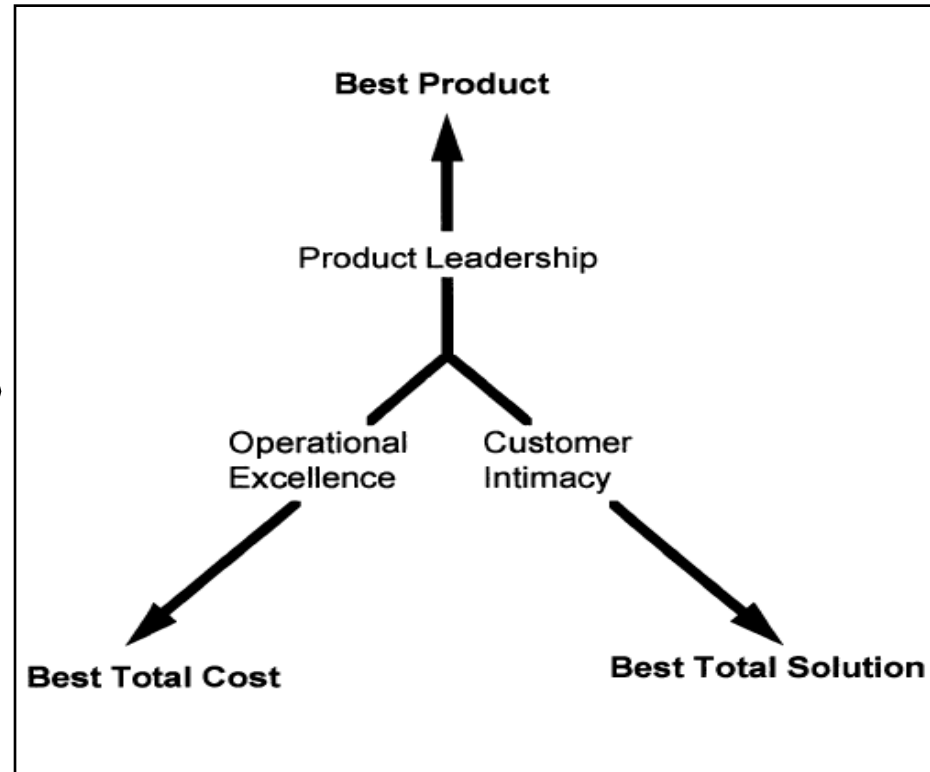 Best Product
Product Leadership
Operational
Excellence
Customer
Intimacy
Best Total Cost
Best Total Solution